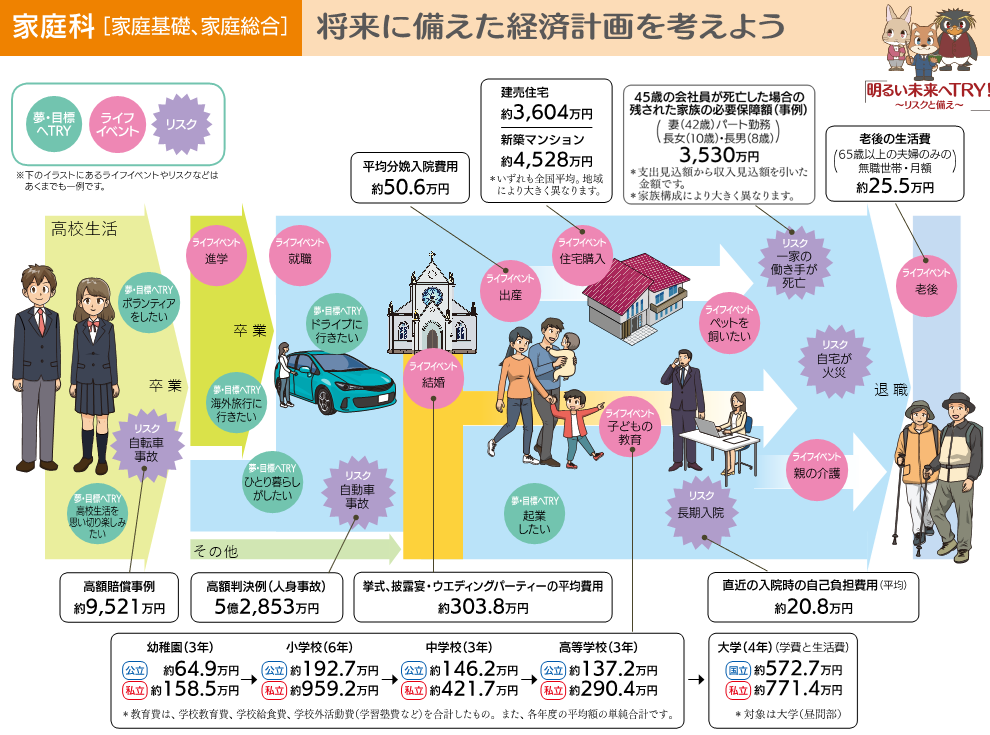 家庭科［家庭基礎、家庭総合］
将来に備えた経済計画を考えよう
明るい未来へTRY!
～リスクと備え～
夢・目標
へTRY
ライフ
イベント
リスク
※下のイラストにあるライフイベントやリスクなどは
あくまでも一例です。
平均分娩入院費用
約50.6万円
建売住宅
約3,604万円
新築マンション
約4,528万円
＊いずれも全国平均。地域
により大きく異なります。
45歳の会社員が死亡した場合の
残された家族の必要保障額（事例）
妻（42歳）パート勤務
長女（10歳）・長男（8歳）
3,530万円
＊支出見込額から収入見込額を引いた
金額です。
＊家族構成により大きく異なります。
老後の生活費
（65歳以上の夫婦のみの
無職世帯・月額）
約25.5万円
高校生活
夢・目標へTRY
ボランティア
をしたい
卒業
リスク
自転車
事故
夢・目標へTRY
高校生活を
思い切り楽しみ
たい
ライフイベント
進学
卒業
夢・目標へTRY
海外旅行に
行きたい
ライフイベント
就職
夢・目標へTRY
ドライブに
行きたい
夢・目標へTRY
ひとり暮らし
がしたい
リスク
自動車
事故
その他
ライフイベント
結婚
ライフイベント
出産
ライフイベント
住宅購入
ライフイベント
子どもの
教育
夢・目標へTRY
起業
したい
ライフイベント
ペットを
飼いたい
リスク
一家の
働き手が
死亡
リスク
自宅が
火災
リスク
長期入院
ライフイベント
親の介護
退職
ライフイベント
老後
高額賠償事例
約9,521万円
高額判決例（人身事故）
5億2,853万円
挙式、披露宴・ウエディングパーティーの平均費用
約303.8万円
直近の入院時の自己負担費用（平均）
約20.8万円
幼稚園（3年）
公立 約64.9万円
私立 約158.5万円
小学校（6年）
公立 約192.7万円
私立 約959.2万円
中学校（3年）
公立 約146.2万円
私立 約421.7万円
高等学校（3年）
公立 約137.2万円
私立 約290.4万円
＊教育費は、学校教育費、学校給食費、学校外活動費（学習塾費など）を合計したもの。また、各年度の平均額の単純合計です。
大学（4年）（学費と生活費）
国立 約572.7万円
私立 約771.4万円
＊対象は大学（昼間部）